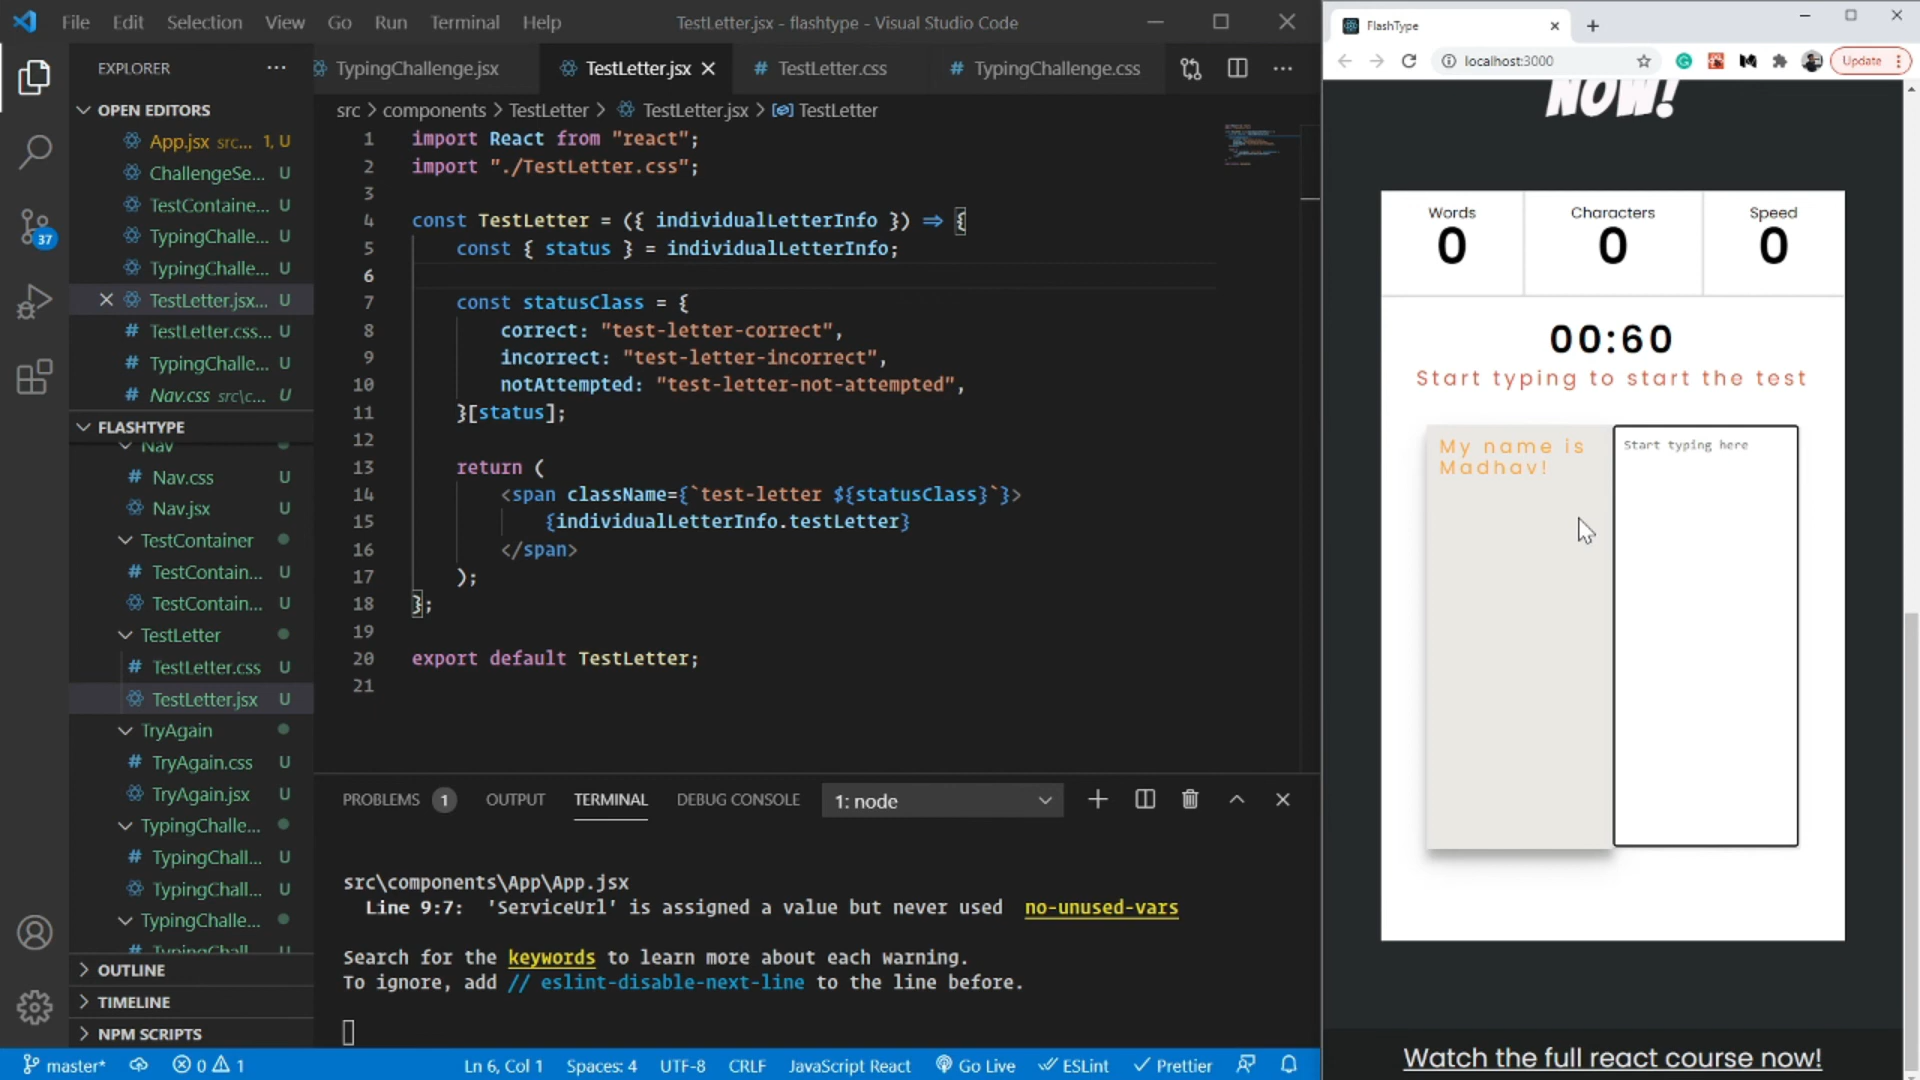 File Edit Selection View Go Run Terminal Help
TestLetter.jsx - flashtype - Visual Studio Code
EXPLORER
OPEN EDITORS
App.jsx src... 1, U
ChallengeSe... U
TestContaine... U
TypingChalle... U
TypingChalle... U
TestLetter.jsx... U
TestLetter.css... U
TypingChalle... U
Nav.css src\c... U
FLASHTYPE
Nav
Nav.css U
Nav.jsx U
TestContainer
TestContain... U
TestContain... U
TestLetter
TestLetter.css U
TestLetter.jsx U
TryAgain
TryAgain.css U
TryAgain.jsx U
TypingChalle...
TypingChall... U
TypingChall... U
TypingChalle...
TypingChall... U
OUTLINE
TIMELINE
NPM SCRIPTS
37
TypingChallenge.jsx
TestLetter.jsx
TestLetter.css
TypingChallenge.css
src > components > TestLetter > TestLetter.jsx > TestLetter
1 import React from "react";
2 import "./TestLetter.css";
3
4 const TestLetter = ({ individualLetterInfo }) => {
5 const { status } = individualLetterInfo;
6
7 const statusClass = {
8 correct: "test-letter-correct",
9 incorrect: "test-letter-incorrect",
10 notAttempted: "test-letter-not-attempted",
11 }[status];
12
13 return (
14 <span className={`test-letter ${statusClass}`}>
15 {individualLetterInfo.testLetter}
16 </span>
17 );
18 };
19
20 export default TestLetter;
21
PROBLEMS 1 OUTPUT TERMINAL DEBUG CONSOLE 1: node
src\components\App\App.jsx
Line 9:7: 'ServiceUrl' is assigned a value but never used no-unused-vars
Search for the keywords to learn more about each warning.
To ignore, add // eslint-disable-next-line to the line before.
master* 0 1 Ln 6, Col 1 Spaces: 4 UTF-8 CRLF JavaScript React Go Live ESLint Prettier
FlashType
localhost:3000
Update
NOW!
Words Characters Speed
0 0 0
00:60
Start typing to start the test
My name is
Madhav!
Start typing here
Watch the full react course now!